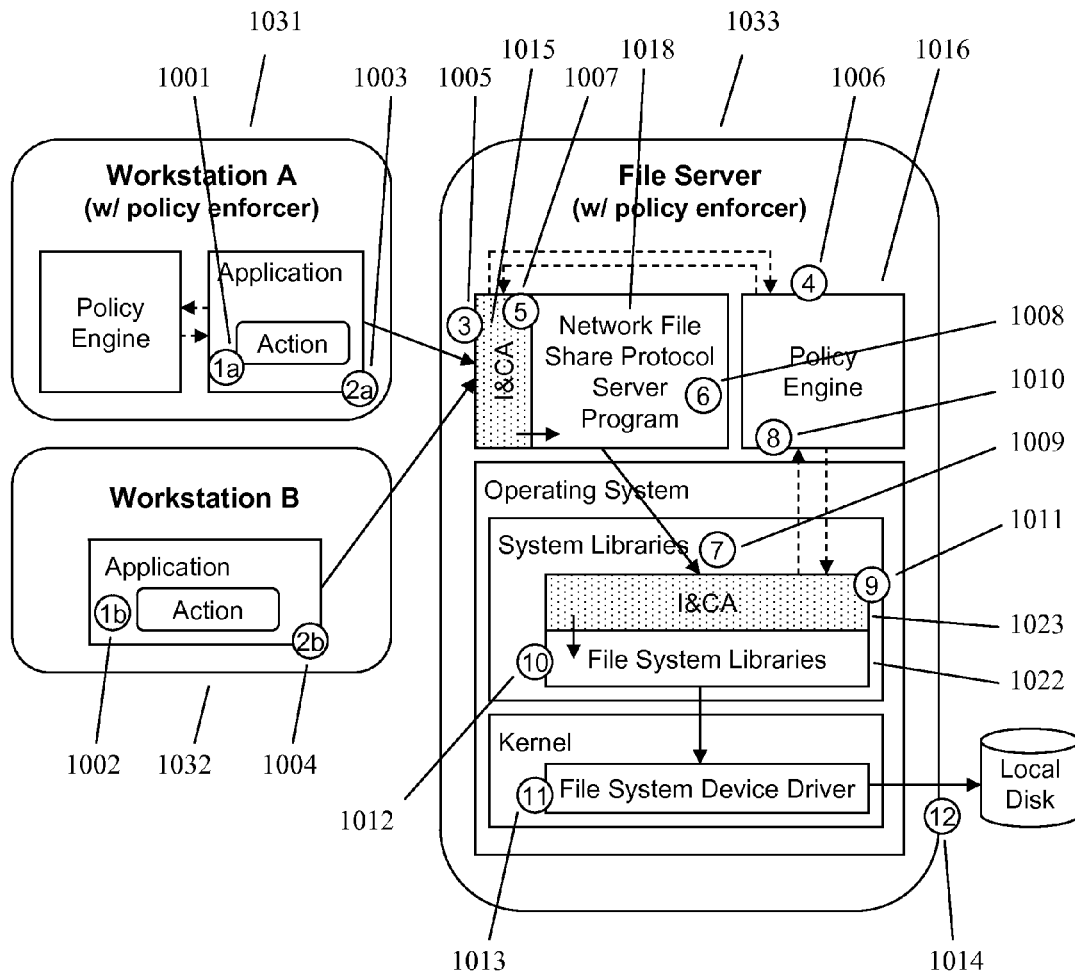 1031
1033
1015
1018
1016
1001
1003
1005
1007
1006
Workstation A
(w/ policy enforcer)
Policy
Engine
Application
Action
1a
2a
File Server
(w/ policy enforcer)
3
5
4
I&CA
Network File
Share Protocol
Server
Program
6
Policy
Engine
8
1008
1010
1009
1011
Workstation B
Application
Action
1b
2b
1002
1032
1004
Operating System
System Libraries
7
I&CA
9
10
File System Libraries
1023
1022
1012
Kernel
11
File System Device Driver
Local
Disk
12
1013
1014